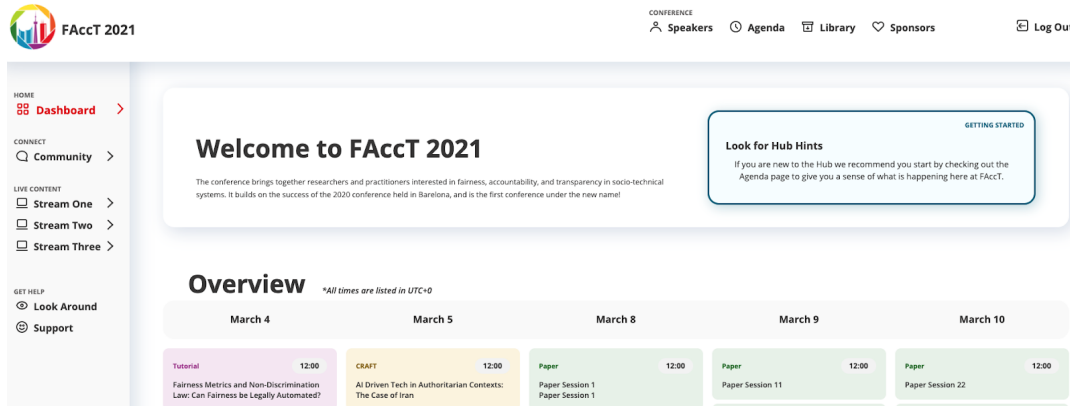 FAccT 2021
CONFERENCE
Speakers
Agenda
Library
Sponsors
HOME
Dashboard
CONNECT
Community
LIVE CONTENT
Stream One
Stream Two
Stream Three
GET HELP
Look Around
Support
Welcome to FAccT 2021
The conference brings together researchers and practitioners interested in fairness, accountability, and transparency in socio-technical
systems. It builds on the success of the 2020 conference held in Barelona, and is the first conference under the new name!
GETTING STARTED
Look for Hub Hints
If you are new to the Hub we recommend you start by checking out the
Agenda page to give you a sense of what is happening here at FAccT.
Overview
*All times are listed in UTC+0
March 4
March 5
March 8
March 9
March 10
Tutorial
12:00
Fairness Metrics and Non-Discrimination
Law: Can Fairness be Legally Automated?
CRAFT
12:00
AI Driven Tech in Authoritarian Contexts:
The Case of Iran
Paper
12:00
Paper Session 1
Paper Session 1
Paper
12:00
Paper Session 11
Paper
12:00
Paper Session 22
Log Ou